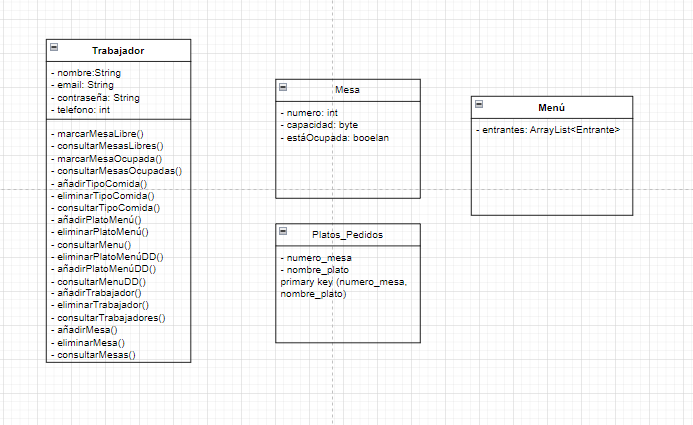 Trabajador
- nombre:String
- email: String
- contraseña: String
- telefono: int
- marcarMesaLibre()
- consultarMesasLibres()
- marcarMesaOcupada()
- consultarMesasOcupadas()
- añadirTipoComida()
- eliminarTipoComida()
- consultarTipoComida()
- añadirPlatoMenú()
- eliminarPlatoMenú()
- consultarMenu()
- eliminarPlatoMenúDD()
- añadirPlatoMenúDD()
- consultarMenuDD()
- añadirTrabajador()
- eliminarTrabajador()
- consultarTrabajadores()
- añadirMesa()
- eliminarMesa()
- consultarMesas()
Mesa
- numero: int
- capacidad: byte
- estáOcupada: booelan
Platos_Pedidos
- numero_mesa
- nombre_plato
primary key (numero_mesa,
nombre_plato)
Menú
- entrantes: ArrayList<Entrante>